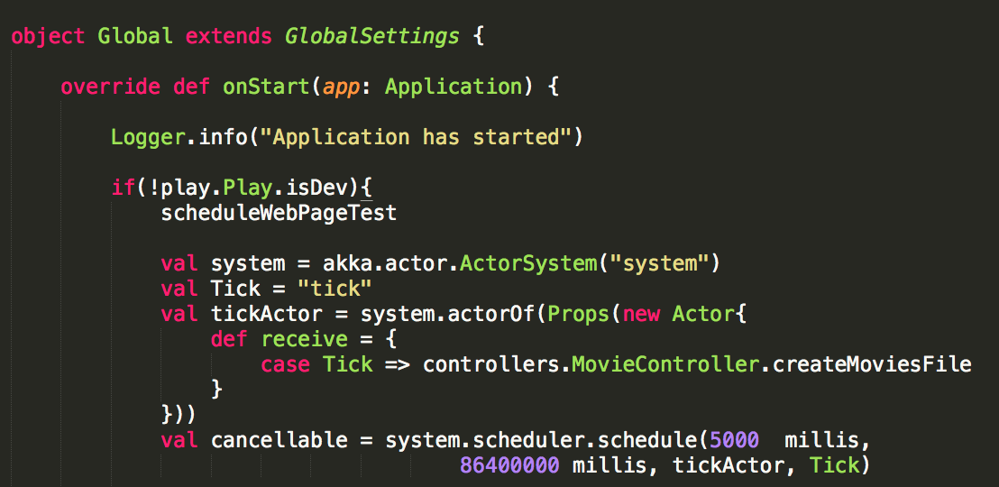 object Global extends GlobalSettings {
override def onStart(app: Application) {
Logger.info("Application has started")
if(!play.Play.isDev){
scheduleWebPageTest
val system = akka.actor.ActorSystem("system")
val Tick = "tick"
val tickActor = system.actorOf(Props(new Actor{
def receive = {
case Tick => controllers.MovieController.createMoviesFile
}
}))
val cancellable = system.scheduler.schedule(5000  millis,
86400000 millis, tickActor, Tick)